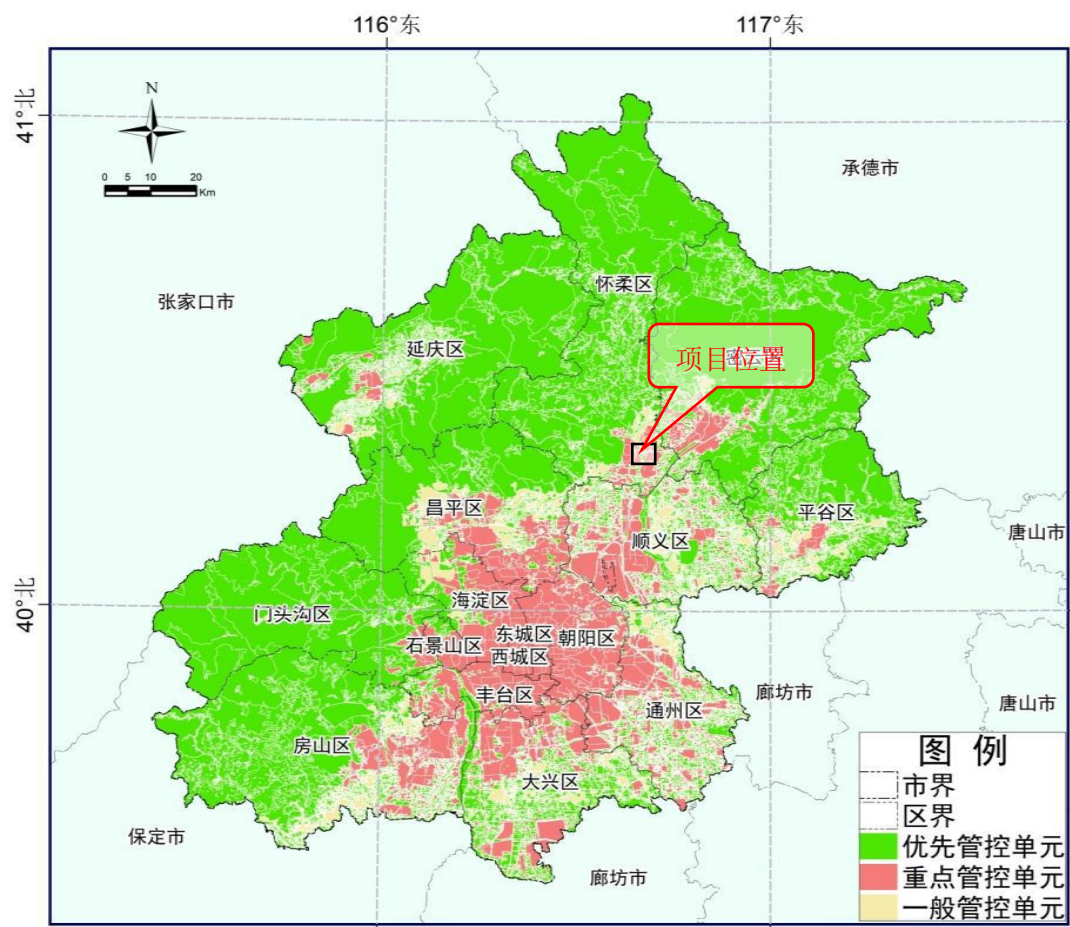 116°东
117°东
41°北
N
0 5 10 20
Km
承德市
怀柔区
张家口市
延庆区
项目位置
昌平区
平谷区
唐山市
顺义区
40°北
海淀区
门头沟区
东城区
朝阳区
石景山区
西城区
丰台区
廊坊市
唐山市
通州区
房山区
大兴区
保定市
廊坊市
图 例
市界
区界
优先管控单元
重点管控单元
一般管控单元